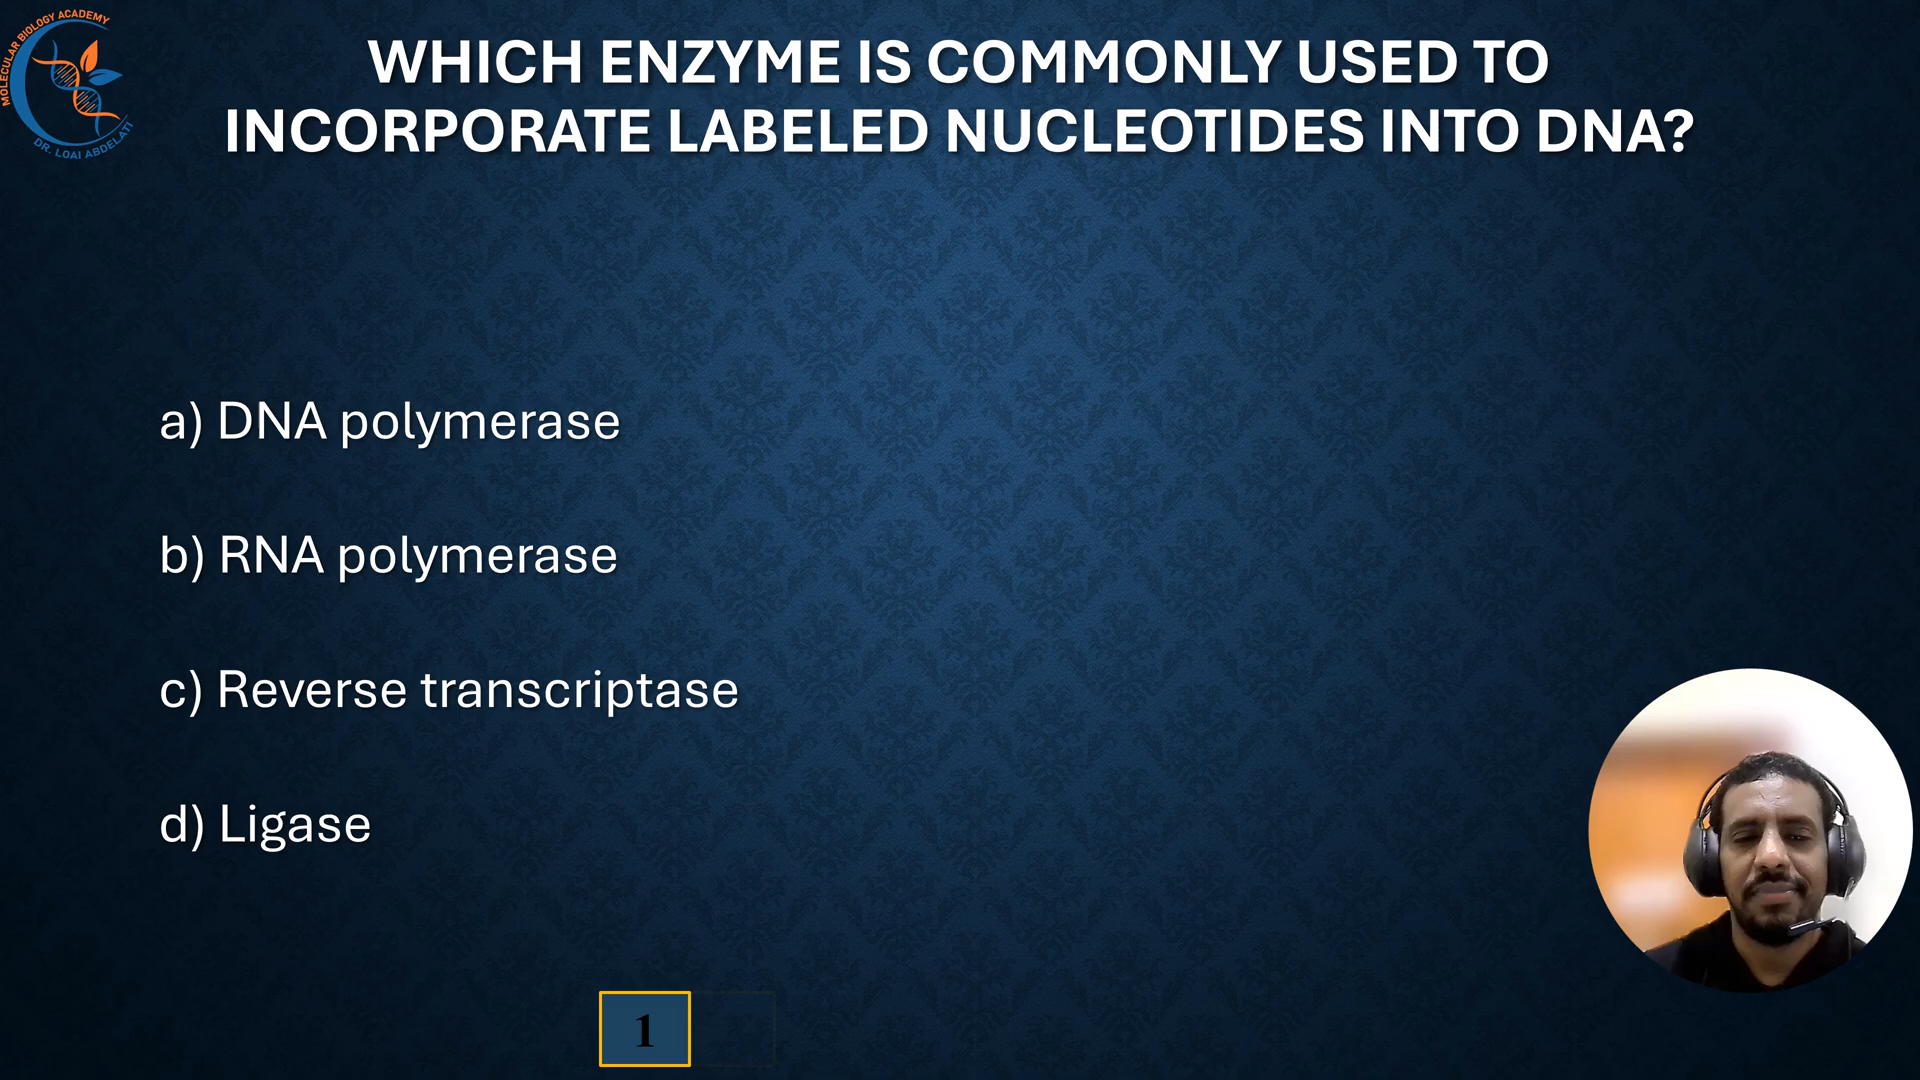 MOLECULAR BIOLOGY ACADEMY
DR. LOAI ABDELATI
WHICH ENZYME IS COMMONLY USED TO
INCORPORATE LABELED NUCLEOTIDES INTO DNA?
a) DNA polymerase
b) RNA polymerase
c) Reverse transcriptase
d) Ligase
1